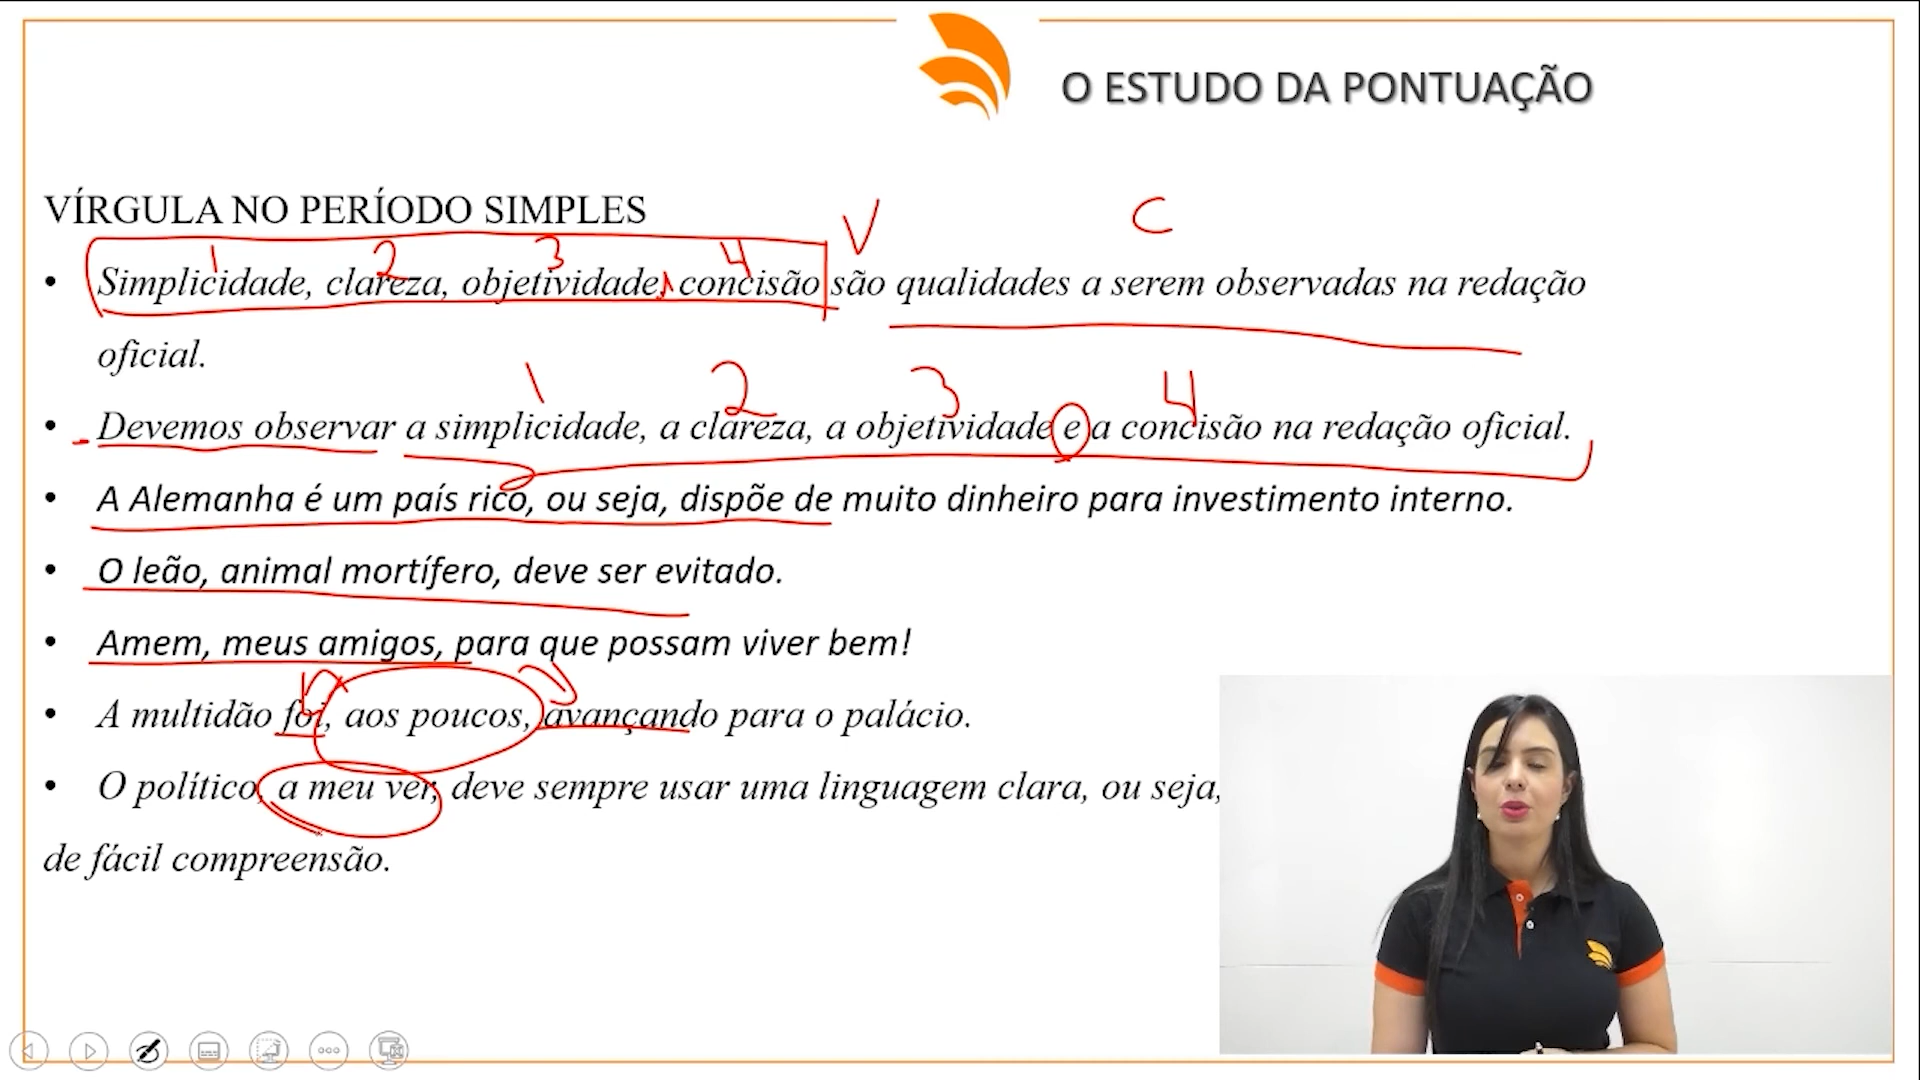 O ESTUDO DA PONTUAÇÃO
VÍRGULA NO PERÍODO SIMPLES
V
C
1 2 3 4
• Simplicidade, clareza, objetividade, concisão são qualidades a serem observadas na redação
oficial.
1 2 3 4
• Devemos observar a simplicidade, a clareza, a objetividade e a concisão na redação oficial.
• A Alemanha é um país rico, ou seja, dispõe de muito dinheiro para investimento interno.
• O leão, animal mortífero, deve ser evitado.
• Amem, meus amigos, para que possam viver bem!
• A multidão foi, aos poucos, avançando para o palácio.
• O político, a meu ver, deve sempre usar uma linguagem clara, ou seja,
de fácil compreensão.